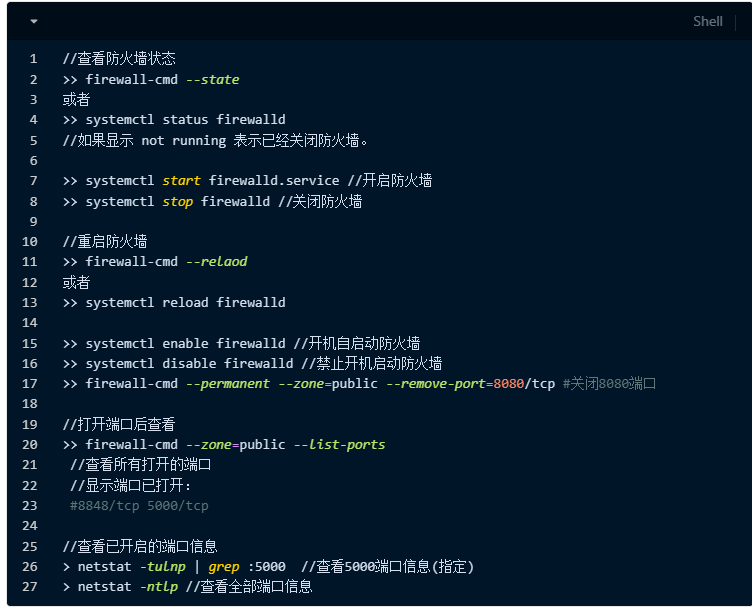 Shell
1 //查看防火墙状态
2 >> firewall-cmd --state
3 或者
4 >> systemctl status firewalld
5 //如果显示 not running 表示已经关闭防火墙。
6
7 >> systemctl start firewalld.service //开启防火墙
8 >> systemctl stop firewalld //关闭防火墙
9
10 //重启防火墙
11 >> firewall-cmd --relaod
12 或者
13 >> systemctl reload firewalld
14
15 >> systemctl enable firewalld //开机自启动防火墙
16 >> systemctl disable firewalld //禁止开机启动防火墙
17 >> firewall-cmd --permanent --zone=public --remove-port=8080/tcp #关闭8080端口
18
19 //打开端口后查看
20 >> firewall-cmd --zone=public --list-ports
21 //查看所有打开的端口
22 //显示端口已打开：
23 #8848/tcp 5000/tcp
24
25 //查看已开启的端口信息
26 > netstat -tulnp | grep :5000 //查看5000端口信息(指定)
27 > netstat -ntlp //查看全部端口信息